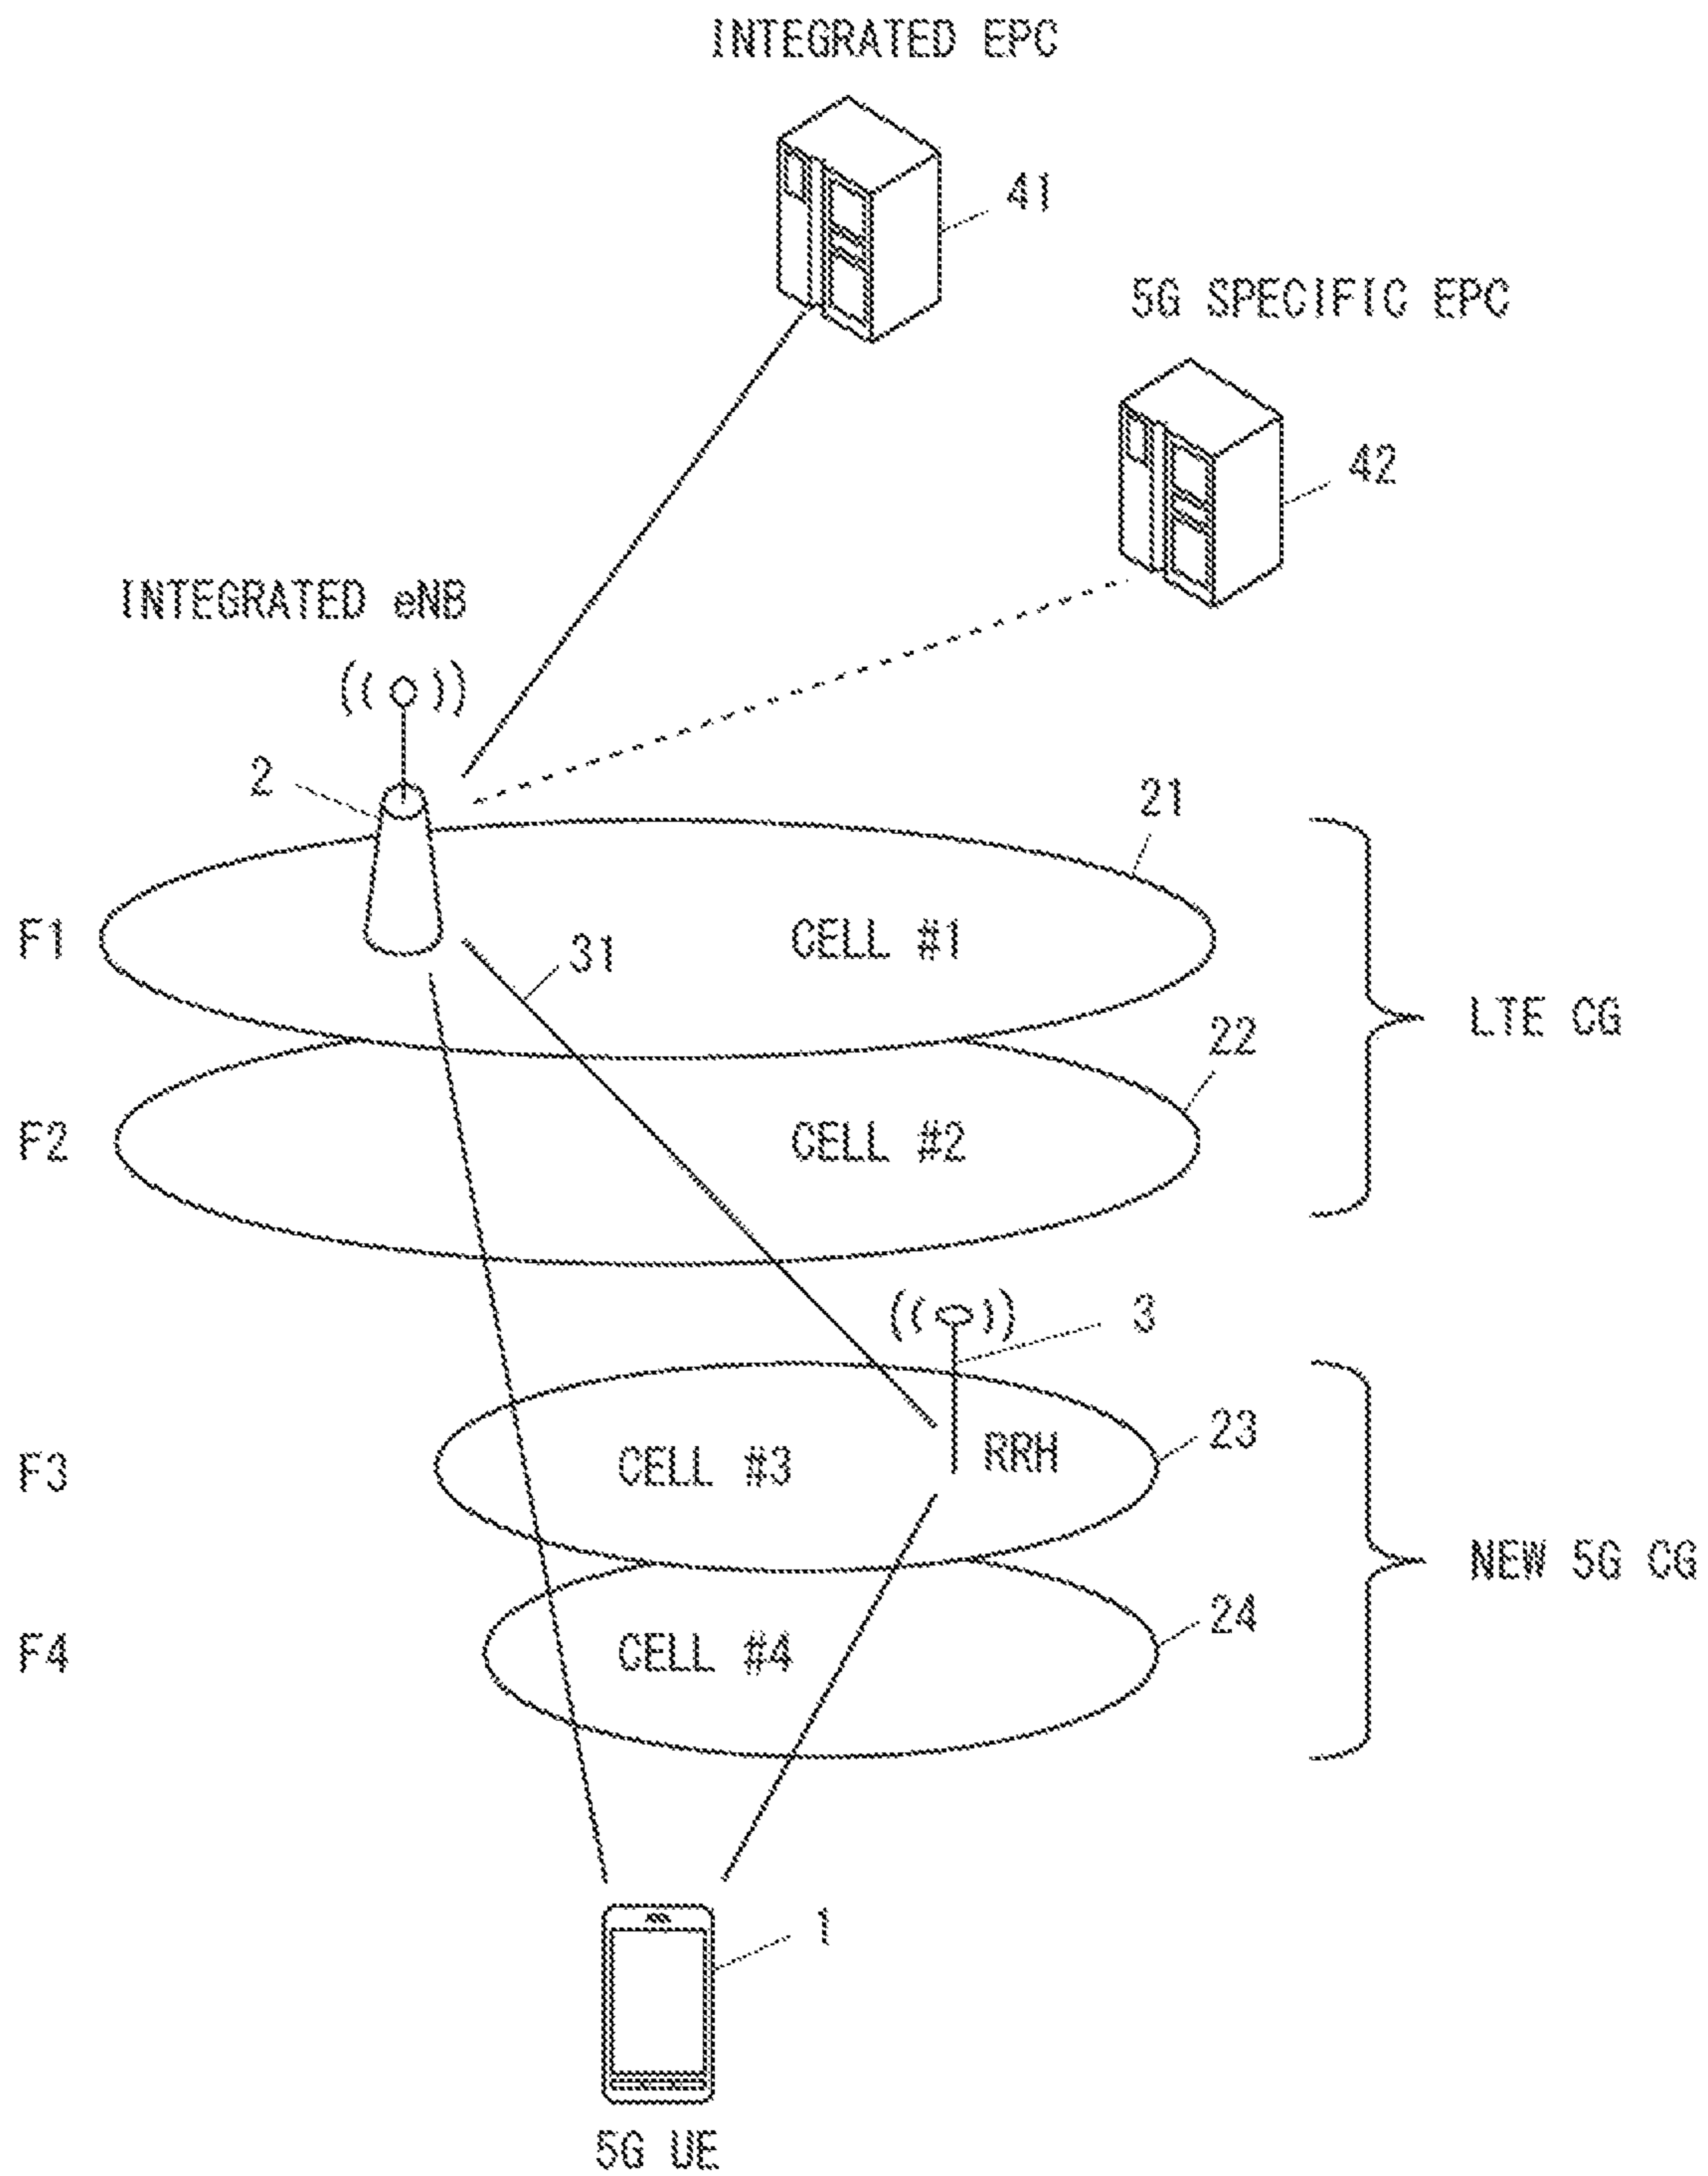 INTEGRATED EPC
41
5G SPECIFIC EPC
42
INTEGRATED eNB
2
21
F1
CELL #1
31
LTE CG
22
F2
CELL #2
3
23
F3
CELL #3
RRH
NEW 5G CG
24
F4
CELL #4
1
5G UE